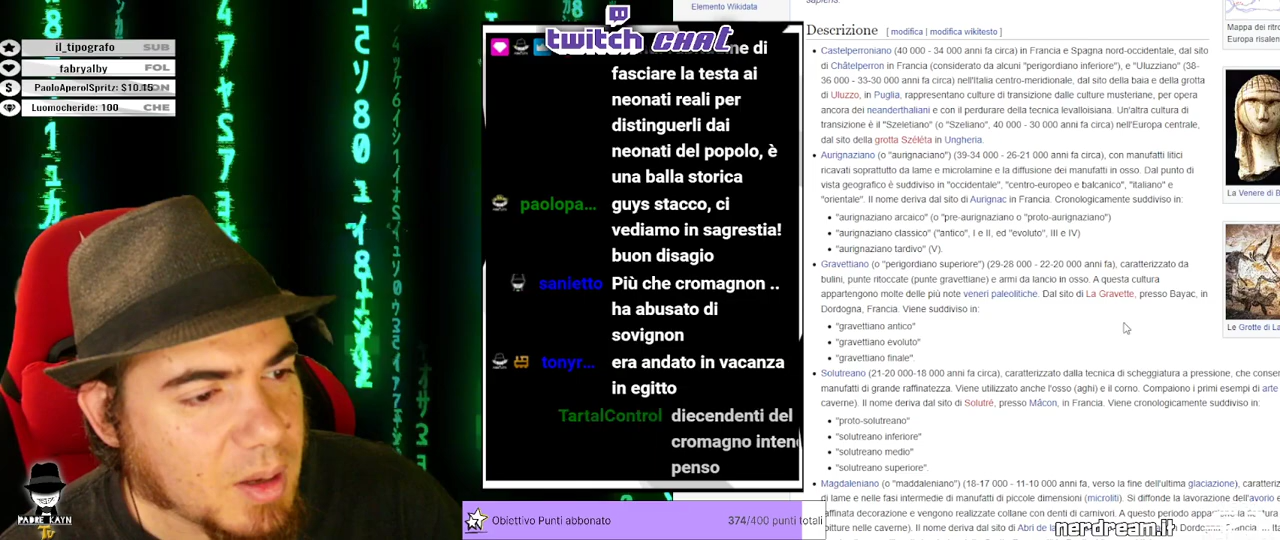 il_tipografo SUB
fabryalby FOL
PaoloAperolSpritz: $10.15
Luomocheride: 100 CHE
PADRE KAYN
Tv
twitch CHAT
ne di
fasciare la testa ai
neonati reali per
distinguerli dai
neonati del popolo, è
una balla storica
paolopa... guys stacco, ci
vediamo in sagrestia!
buon disagio
sanietto Più che cromagnon ..
ha abusato di
sovignon
tonyr... era andato in vacanza
in egitto
TartalControl diecendenti del
cromagno inten
penso
Obiettivo Punti abbonato 374/400 punti totali
sapiens.
Elemento Wikidata
Descrizione [ modifica | modifica wikitesto ]
Castelperroniano (40 000 - 34 000 anni fa circa) in Francia e Spagna nord-occidentale, dal sito
di Châtelperron in Francia (considerato da alcuni "perigordiano inferiore"), e "Uluzziano" (38-
36 000 - 33-30 000 anni fa circa) nell'Italia centro-meridionale, dal sito della baia e della grotta
di Uluzzo, in Puglia, rappresentano culture di transizione dalle culture musteriane, per opera
ancora dei neanderthaliani e con il perdurare della tecnica levalloisiana. Un'altra cultura di
transizione è il "Szeletiano" (o "Szeliano", 40 000 - 30 000 anni fa circa) nell'Europa centrale,
dal sito della grotta Széléta in Ungheria.
Aurignaziano (o "aurignaciano") (39-34 000 - 26-21 000 anni fa circa), con manufatti litici
ricavati soprattutto da lame e microlamine e la diffusione dei manufatti in osso. Dal punto di
vista geografico è suddiviso in "occidentale", "centro-europeo e balcanico", "italiano" e
"orientale". Il nome deriva dal sito di Aurignac in Francia. Cronologicamente suddiviso in:
"aurignaziano arcaico" (o "pre-aurignaziano o "proto-aurignaziano")
"aurignaziano classico" ("antico", I e II, ed "evoluto", III e IV)
"aurignaziano tardivo" (V).
Gravettiano (o "perigordiano superiore") (29-28 000 - 22-20 000 anni fa), caratterizzato da
bulini, punte ritoccate (punte gravettiane) e armi da lancio in osso. A questa cultura
appartengono molte delle più note veneri paleolitiche. Dal sito di La Gravette, presso Bayac, in
Dordogna, Francia. Viene suddiviso in:
"gravettiano antico"
"gravettiano evoluto"
"gravettiano finale".
Solutreano (21-20 000-18 000 anni fa circa), caratterizzato dalla tecnica di scheggiatura a pressione, che conse
manufatti di grande raffinatezza. Viene utilizzato anche l'osso (aghi) e il corno. Compaiono i primi esempi di arte
caverne). Il nome deriva dal sito di Solutré, presso Mâcon, in Francia. Viene cronologicamente suddiviso in:
"proto-solutreano"
"solutreano inferiore"
"solutreano medio"
"solutreano superiore".
Magdaleniano (o "maddaleniano") (18-17 000 - 11-10 000 anni fa, verso la fine dell'ultima glaciazione), caratteriz
di lame e nelle fasi intermedie di manufatti di piccole dimensioni (microliti). Si diffonde la lavorazione dell'avorio e
affinata decorazione e vengono realizzate collane con denti di carnivori. A questo periodo
pitture nelle caverne). Il nome deriva dal sito di Abri de la
Mappa dei ritro
Europa risalen
La Venere di B
Le Grotte di La
nerdream.it